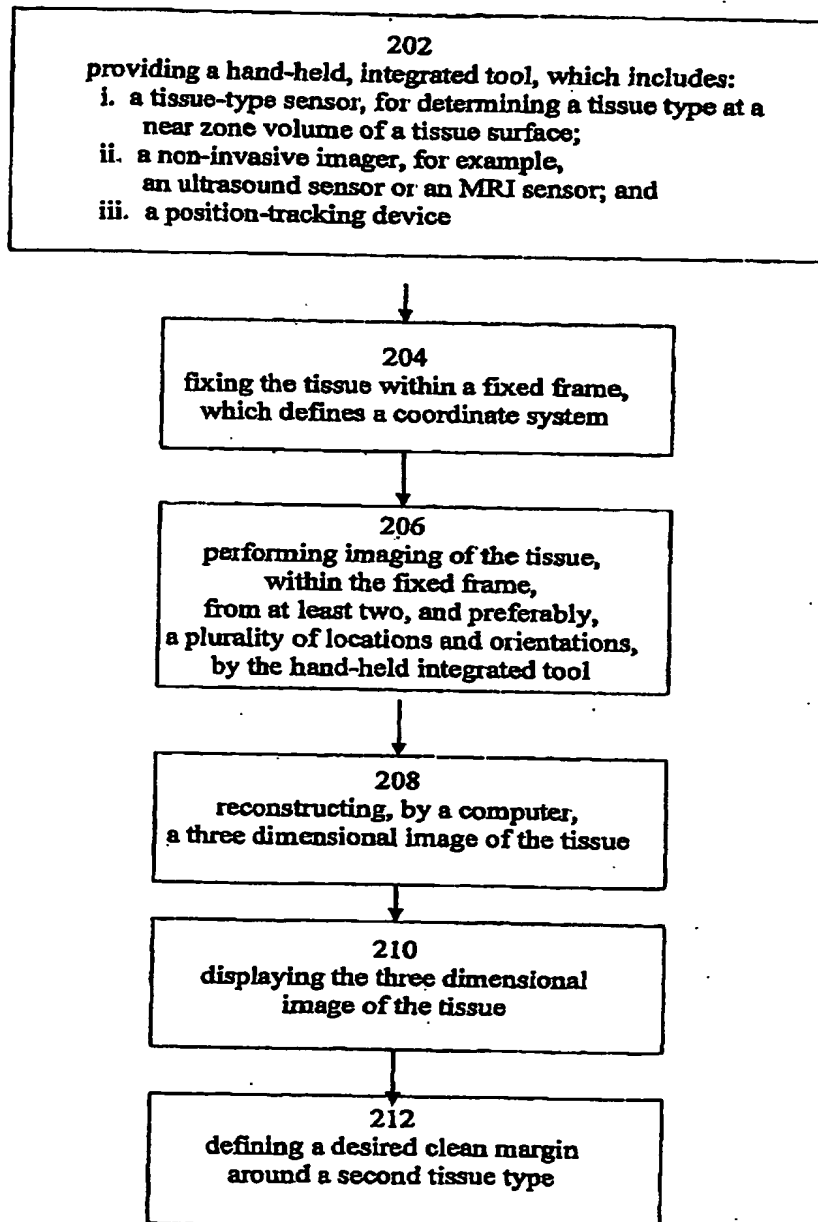 202
providing a hand-held, integrated tool, which includes:
i. a tissue-type sensor, for determining a tissue type at a
near zone volume of a tissue surface;
ii. a non-invasive imager, for example,
an ultrasound sensor or an MRI sensor; and
iii. a position-tracking device
204
fixing the tissue within a fixed frame,
which defines a coordinate system
206
performing imaging of the tissue,
within the fixed frame,
from at least two, and preferably,
a plurality of locations and orientations,
by the hand-held integrated tool
208
reconstructing, by a computer,
a three dimensional image of the tissue
210
displaying the three dimensional
image of the tissue
212
defining a desired clean margin
around a second tissue type